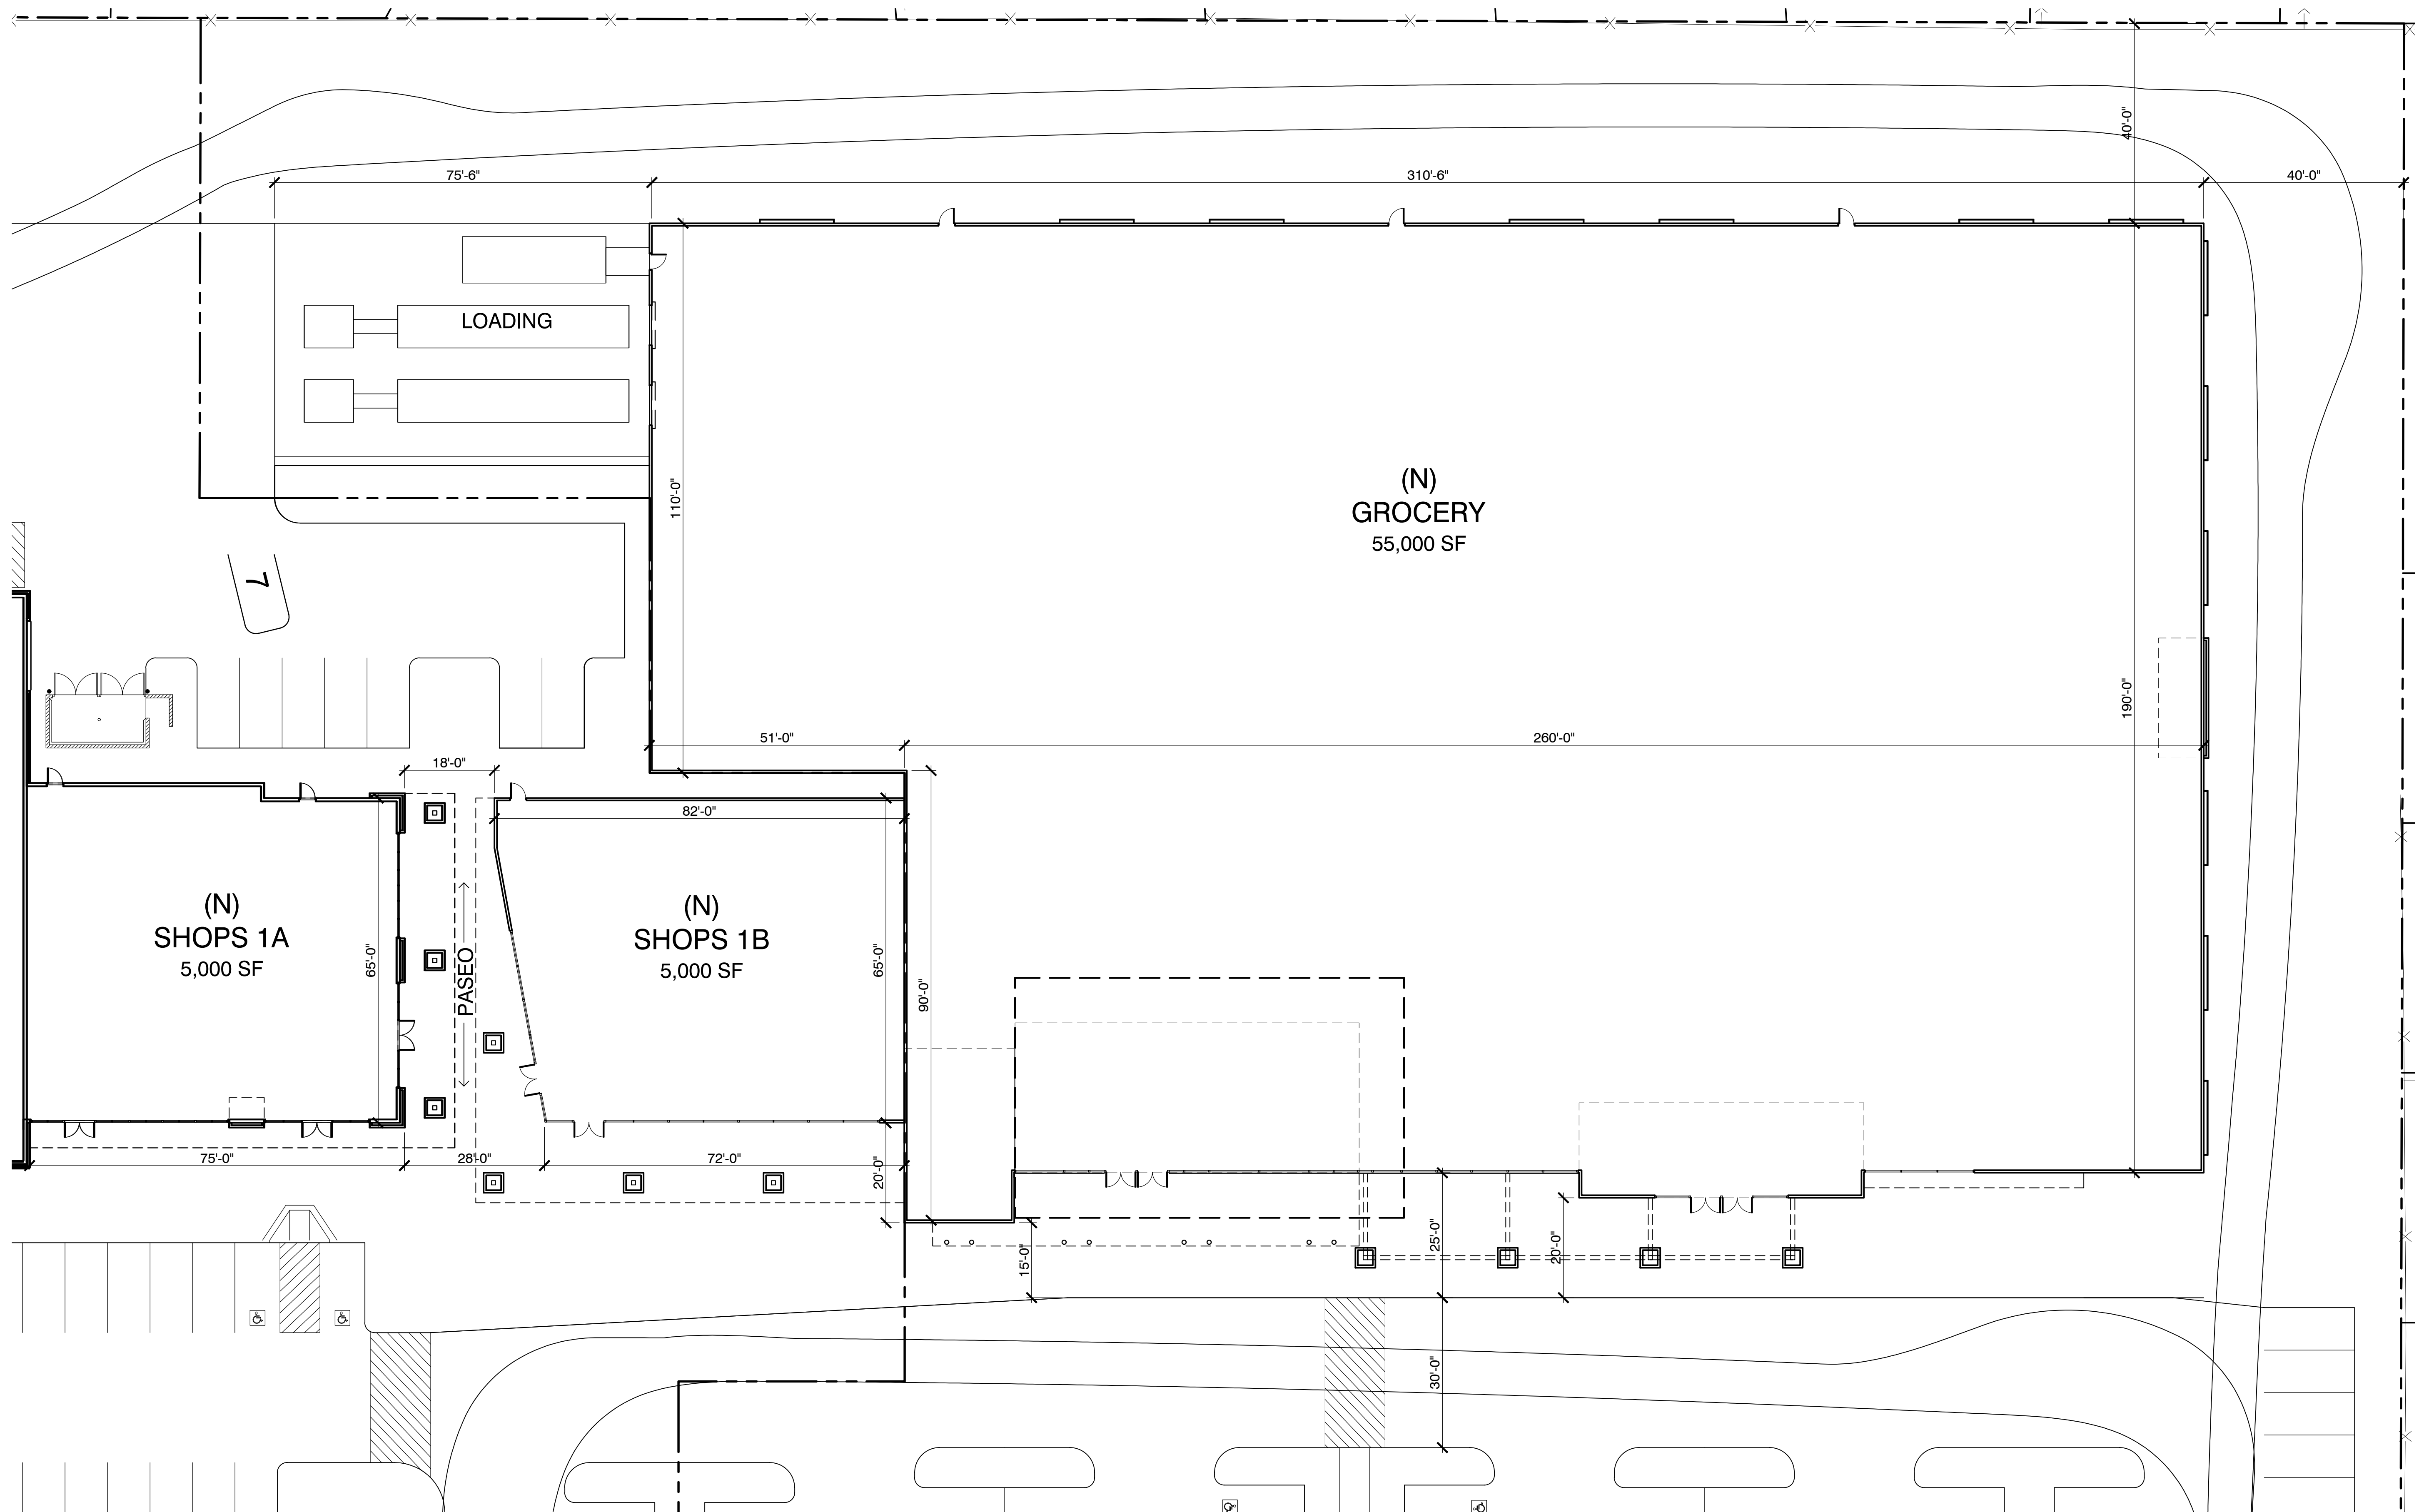 40'-0"
75'-6"
310'-6"
40'-0"
LOADING
110'-0"
(N)
GROCERY
55,000 SF
7
190'-0"
51'-0"
260'-0"
18'-0"
82'-0"
(N)
SHOPS 1A
5,000 SF
65'-0"
PASEO
(N)
SHOPS 1B
5,000 SF
65'-0"
90'-0"
75'-0"
28'-0"
72'-0"
20'-0"
15'-0"
25'-0"
20'-0"
30'-0"